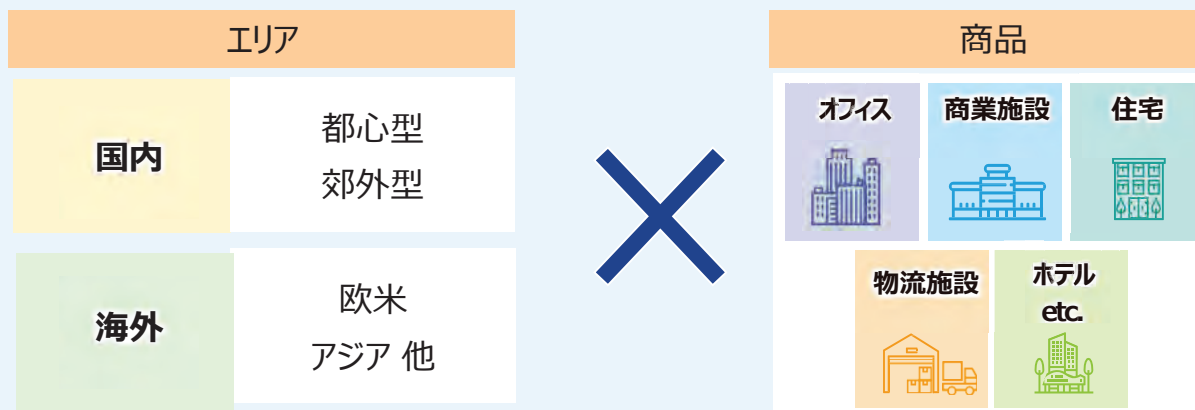 エリア
国内
都心型
郊外型
海外
欧米
アジア 他
商品
オフィス
商業施設
住宅
物流施設
ホテル
etc.